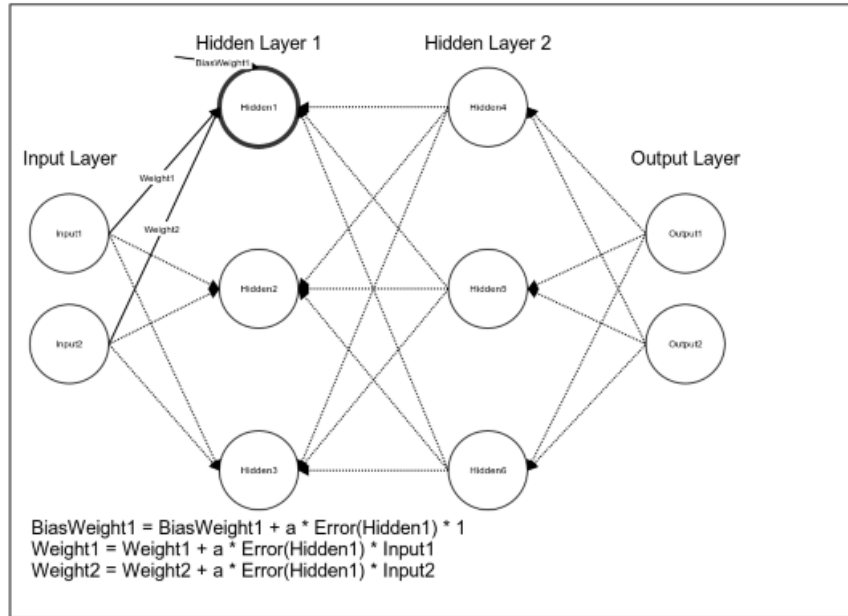 Hidden Layer 1
Hidden Layer 2
BiasWeight1
Hidden1
Hidden4
Input Layer
Output Layer
Weight1
Weight2
Input1
Output1
Hidden2
Hidden5
Input2
Output2
Hidden3
Hidden6
BiasWeight1 = BiasWeight1 + a * Error(Hidden1) * 1
Weight1 = Weight1 + a * Error(Hidden1) * Input1
Weight2 = Weight2 + a * Error(Hidden1) * Input2